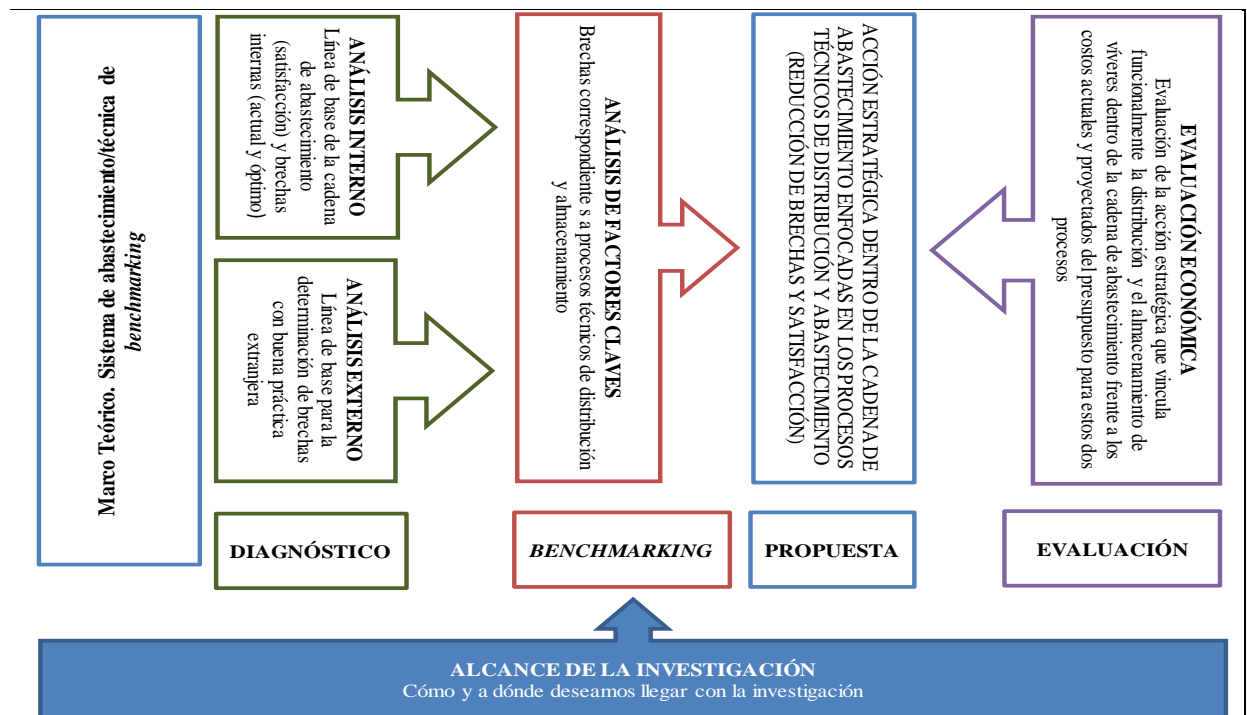 Marco Teórico. Sistema de abastecimiento/técnica de
benchmarking
ANÁLISIS INTERNO
Línea de base de la cadena
de abastecimiento
(satisfacción) y brechas
internas (actual y óptimo)
ANÁLISIS EXTERNO
Línea de base para la
determinación de brechas
con buena práctica
extranjera
DIAGNÓSTICO
ANÁLISIS DE FACTORES CLAVES
Brechas correspondiente s a procesos técnicos de distribución
y almacenamiento
BENCHMARKING
ACCIÓN ESTRATÉGICA DENTRO DE LA CADENA DE
ABASTECIMIENTO ENFOCADAS EN LOS PROCESOS
TÉCNICOS DE DISTRIBUCIÓN Y ABASTECIMIENTO
(REDUCCIÓN DE BRECHAS Y SATISFACCIÓN)
PROPUESTA
EVALUACIÓN ECONÓMICA
Evaluación de la acción estratégica que vincula
funcionalmente la distribución y el almacenamiento de
víveres dentro de la cadena de abastecimiento frente a los
costos actuales y proyectados del presupuesto para estos dos
procesos
EVALUACIÓN
ALCANCE DE LA INVESTIGACIÓN
Cómo y a dónde deseamos llegar con la investigación